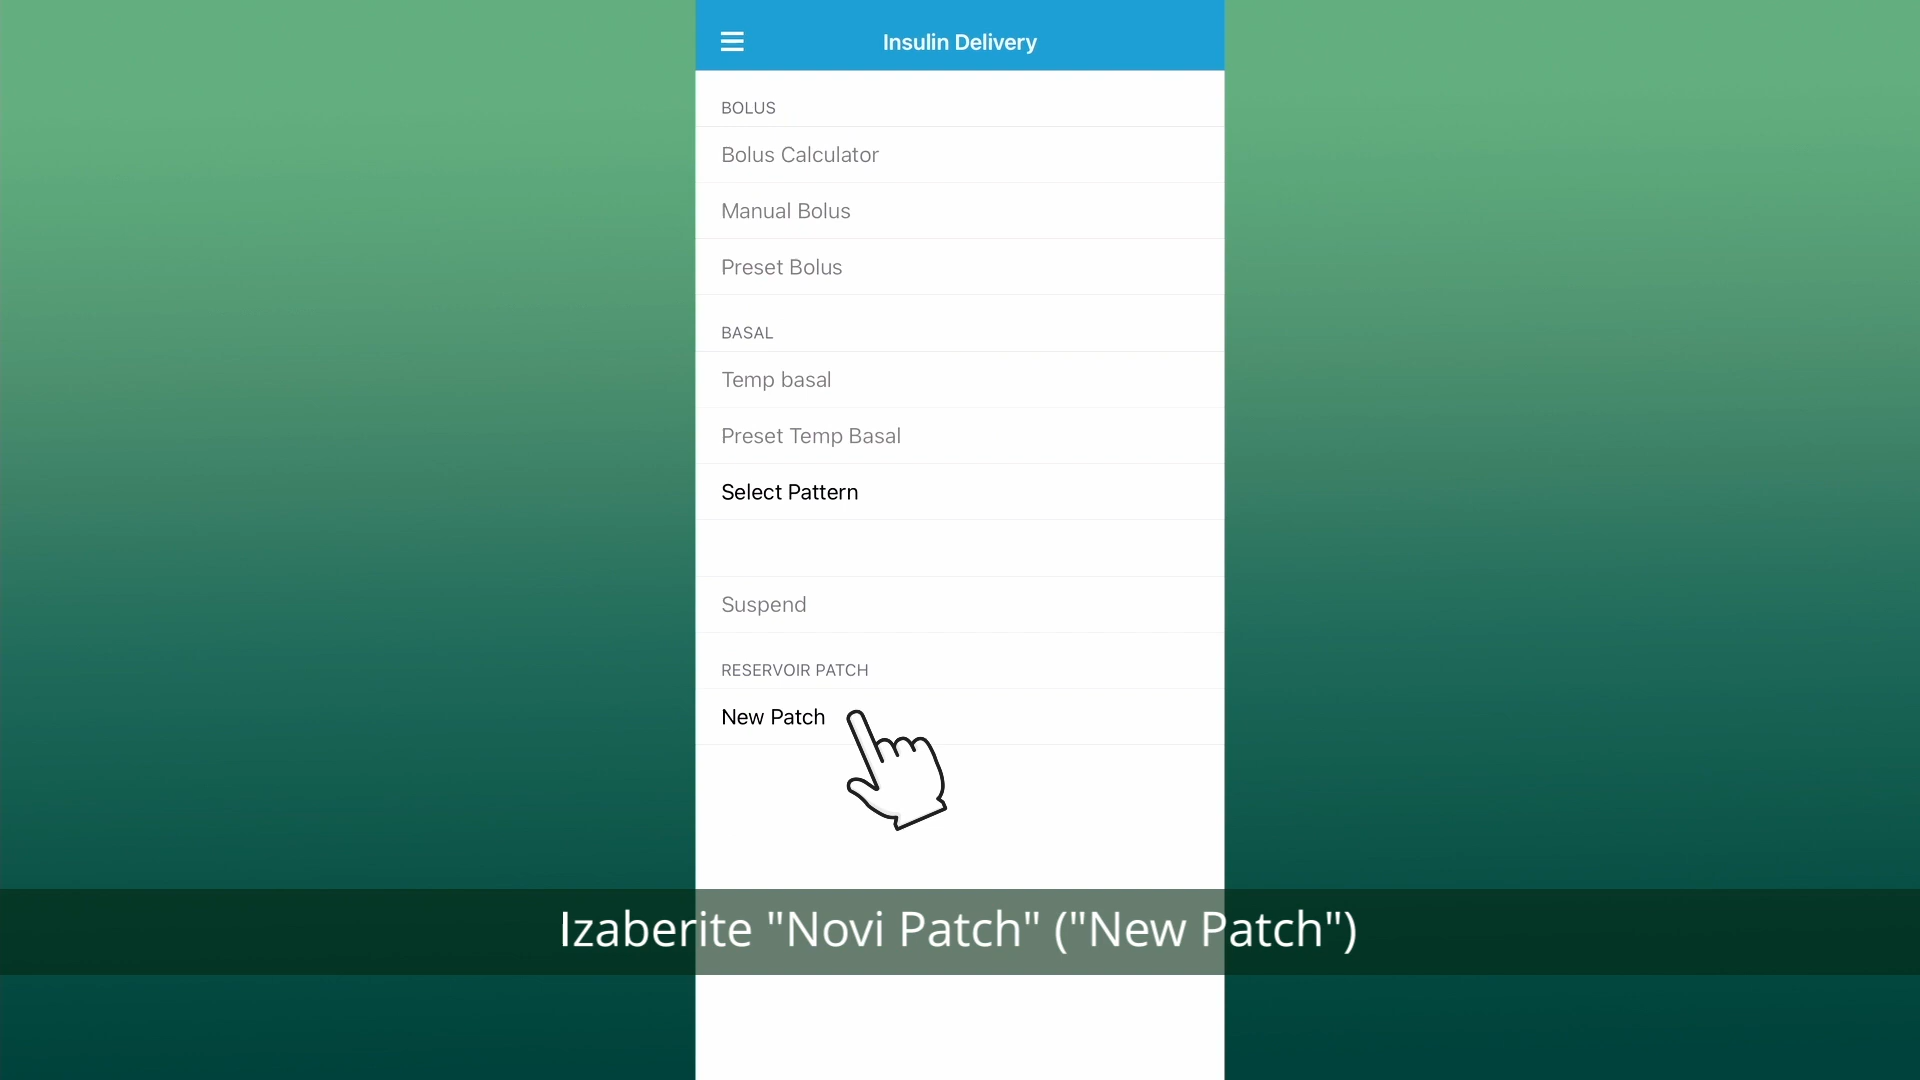 Insulin Delivery
BOLUS
Bolus Calculator
Manual Bolus
Preset Bolus
BASAL
Temp basal
Preset Temp Basal
Select Pattern
Suspend
RESERVOIR PATCH
New Patch
Izaberite "Novi Patch" ("New Patch")